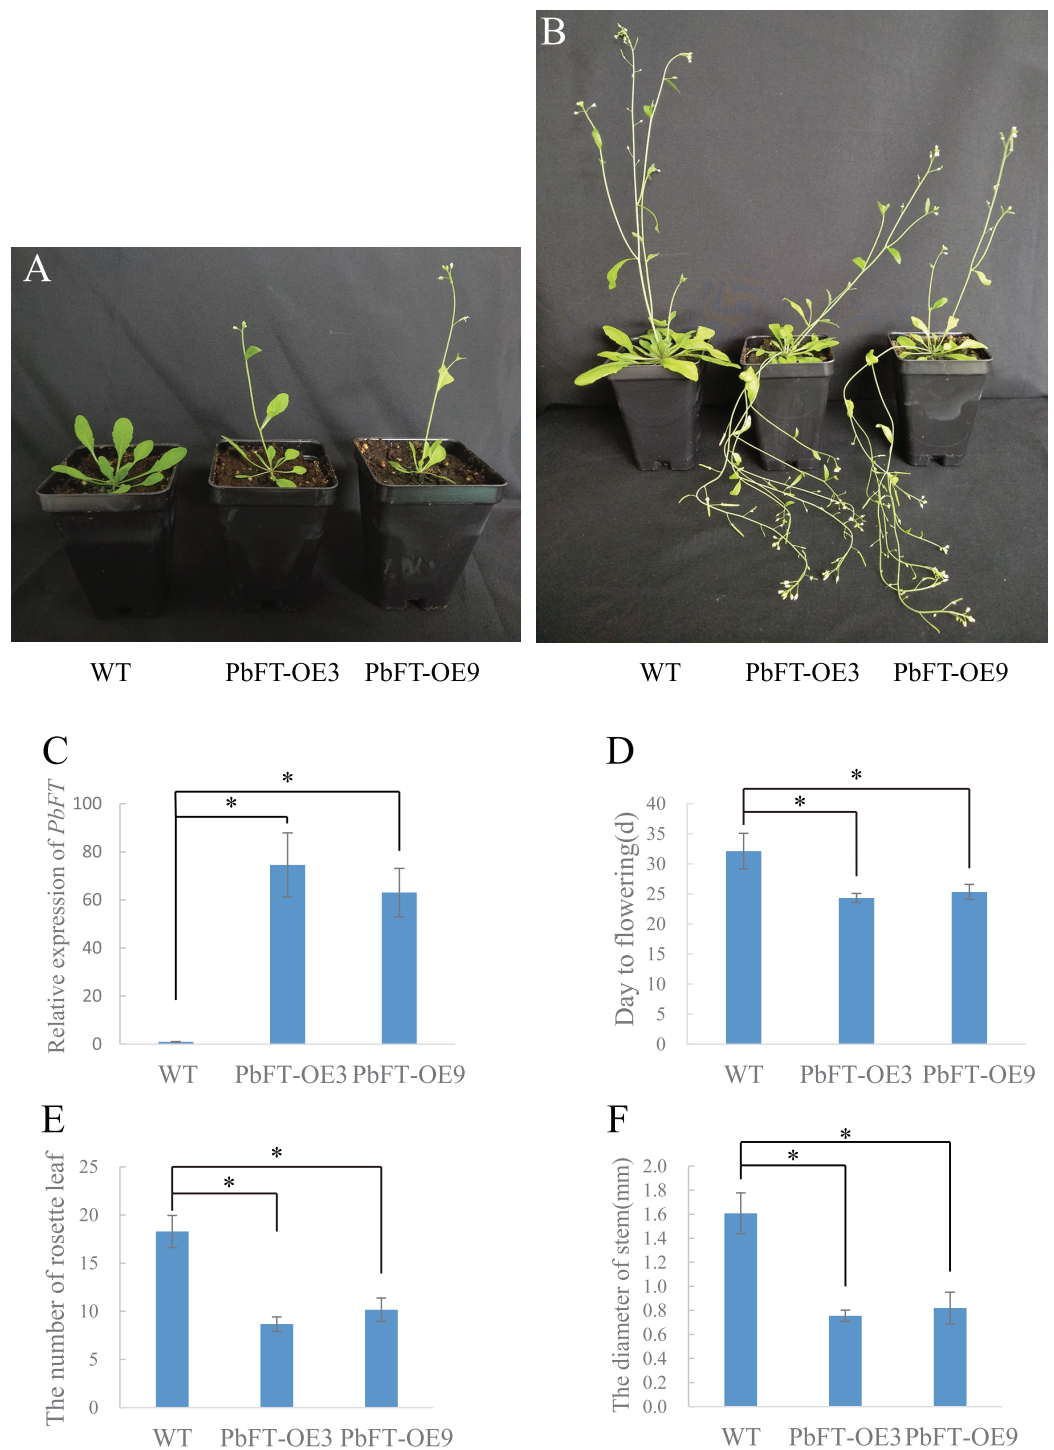 A
B
WT PbFT-OE3 PbFT-OE9
WT PbFT-OE3 PbFT-OE9
C
Relative expression of PbFT
100
80
60
40
20
0
*
*
WT PbFT-OE3 PbFT-OE9
D
Day to flowering(d)
40
35
30
25
20
15
10
5
0
*
*
WT PbFT-OE3 PbFT-OE9
E
The number of rosette leaf
25
20
15
10
5
0
*
*
WT PbFT-OE3 PbFT-OE9
F
The diameter of stem(mm)
2.0
1.8
1.6
1.4
1.2
1.0
0.8
0.6
0.4
0.2
0.0
*
*
WT PbFT-OE3 PbFT-OE9